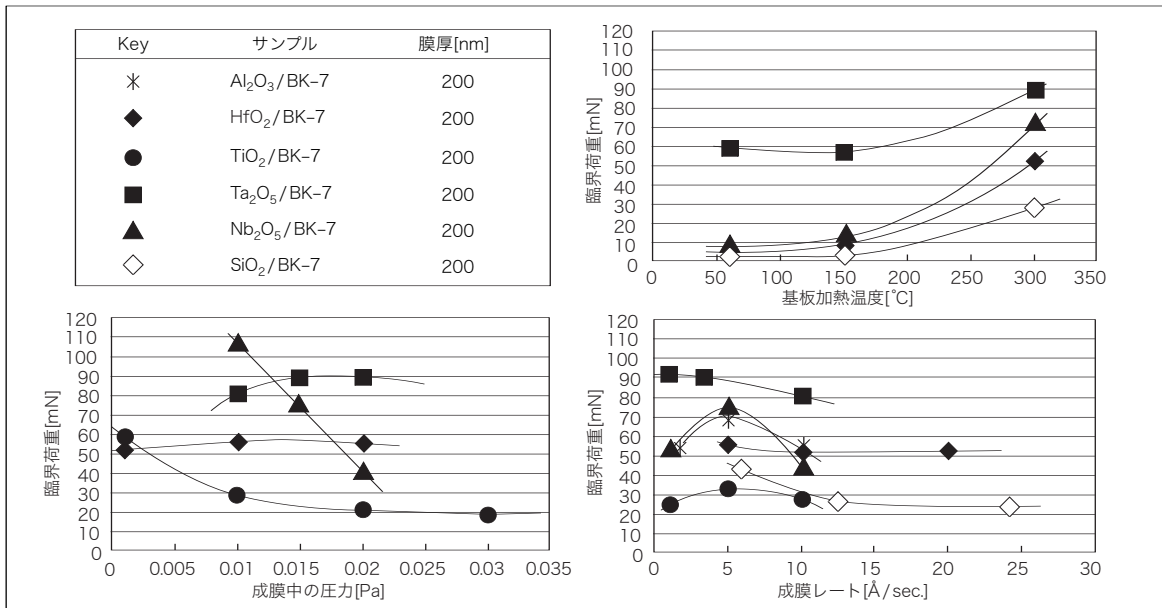 Key サンプル 膜厚[nm]
Al₂O₃/BK–7 200
HfO₂/BK–7 200
TiO₂/BK–7 200
Ta₂O₅/BK–7 200
Nb₂O₅/BK–7 200
SiO₂/BK–7 200
臨界荷重[mN]
120
110
100
90
80
70
60
50
40
30
20
10
0
0 50 100 150 200 250 300 350
基板加熱温度[°C]
臨界荷重[mN]
120
110
100
90
80
70
60
50
40
30
20
10
0
0 0.005 0.01 0.015 0.02 0.025 0.03 0.035
成膜中の圧力[Pa]
臨界荷重[mN]
120
110
100
90
80
70
60
50
40
30
20
10
0
0 5 10 15 20 25 30
成膜レート[Å/sec.]